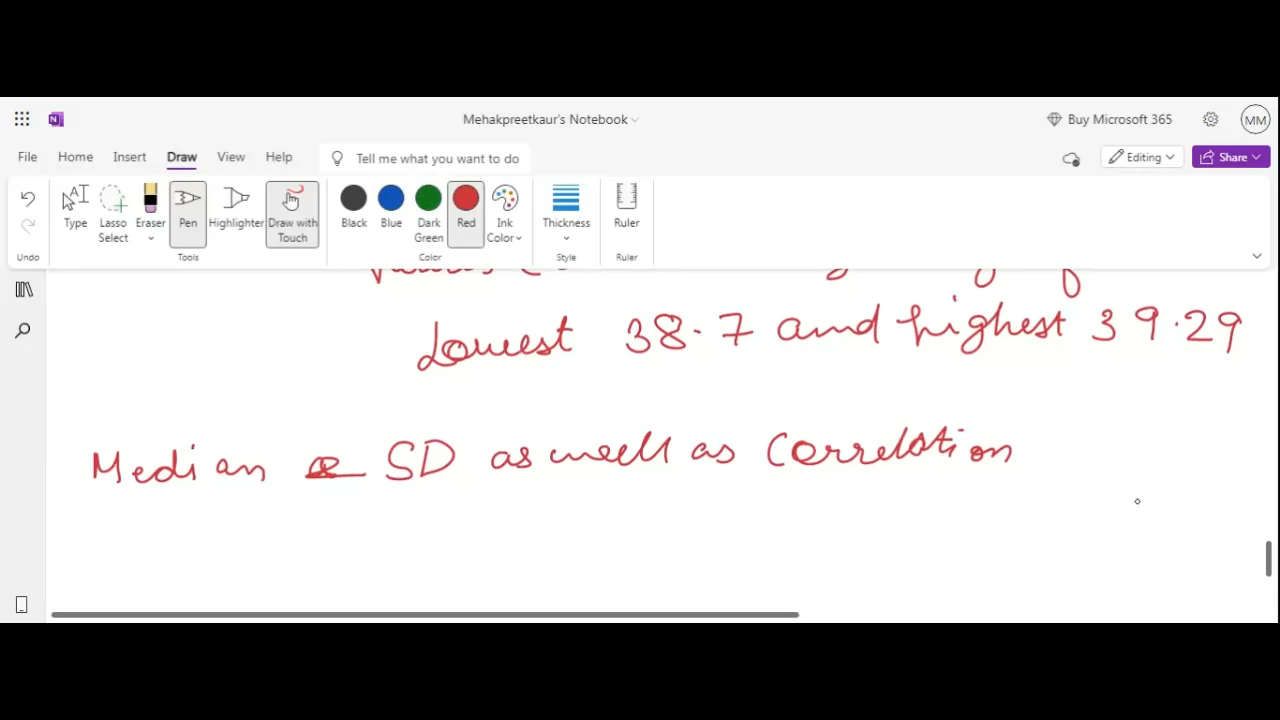 Mehakpreetkaur's Notebook
Buy Microsoft 365
MM
File Home Insert Draw View Help Tell me what you want to do
Editing Share
Type Lasso Select Eraser Pen Highlighter Draw with Touch Black Blue Dark Green Red Ink Color Thickness Ruler
Undo Tools Color Style Ruler
Lowest 38.7 and highest 39.29
Median SD as well as Correlation